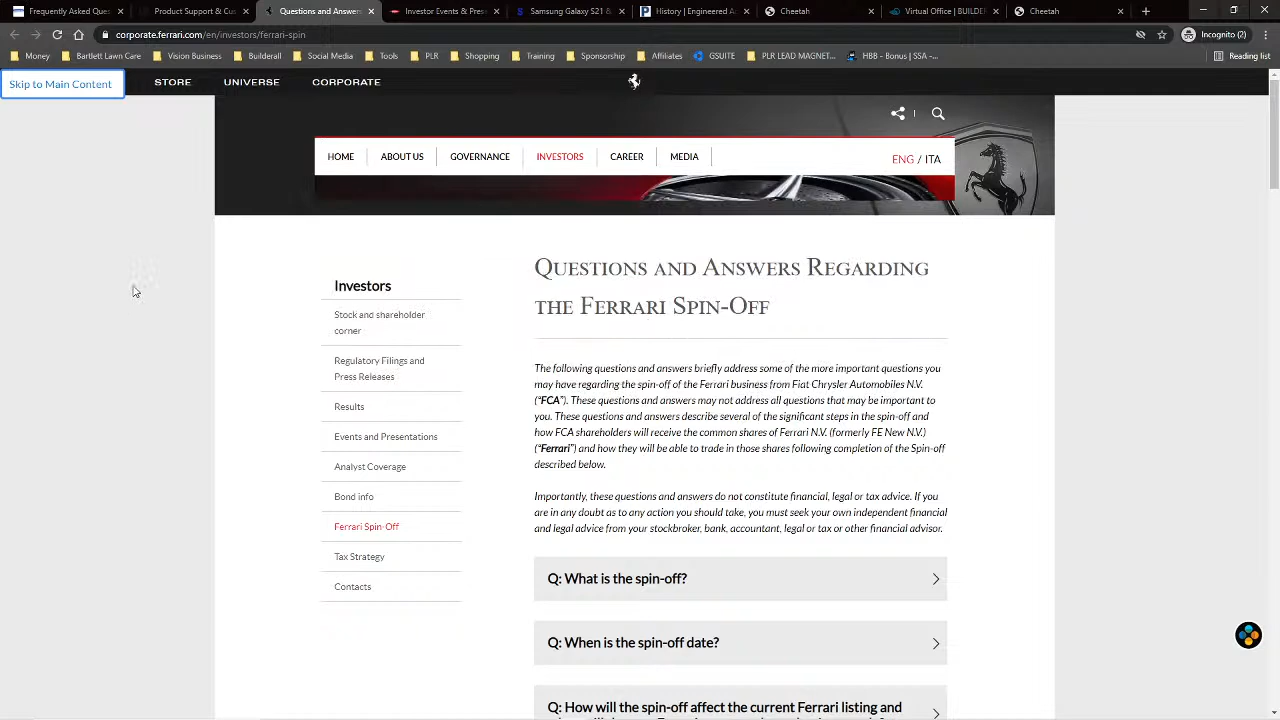 Frequently Asked Ques
Product Support & Cus
Questions and Answers
Investor Events & Pres
Samsung Galaxy S21 &
History | Engineered A
Cheetah
Virtual Office | BUILDER
Cheetah
corporate.ferrari.com/en/investors/ferrari-spin
Incognito (2)
Money
Bartlett Lawn Care
Vision Business
Builderall
Social Media
Tools
PLR
Shopping
Training
Sponsorship
Affiliates
GSUITE
PLR LEAD MAGNET...
HBB – Bonus | SSA -...
Reading list
Skip to Main Content
STORE
UNIVERSE
CORPORATE
HOME
ABOUT US
GOVERNANCE
INVESTORS
CAREER
MEDIA
ENG / ITA
Investors
Stock and shareholder
corner
Regulatory Filings and
Press Releases
Results
Events and Presentations
Analyst Coverage
Bond info
Ferrari Spin-Off
Tax Strategy
Contacts
Questions and Answers Regarding
the Ferrari Spin-Off
The following questions and answers briefly address some of the more important questions you
may have regarding the spin-off of the Ferrari business from Fiat Chrysler Automobiles N.V.
(“FCA”). These questions and answers may not address all questions that may be important to
you. These questions and answers describe several of the significant steps in the spin-off and
how FCA shareholders will receive the common shares of Ferrari N.V. (formerly FE New N.V.)
(“Ferrari”) and how they will be able to trade in those shares following completion of the Spin-off
described below.
Importantly, these questions and answers do not constitute financial, legal or tax advice. If you
are in any doubt as to any action you should take, you must seek your own independent financial
and legal advice from your stockbroker, bank, accountant, legal or tax or other financial advisor.
Q: What is the spin-off?
Q: When is the spin-off date?
Q: How will the spin-off affect the current Ferrari listing and